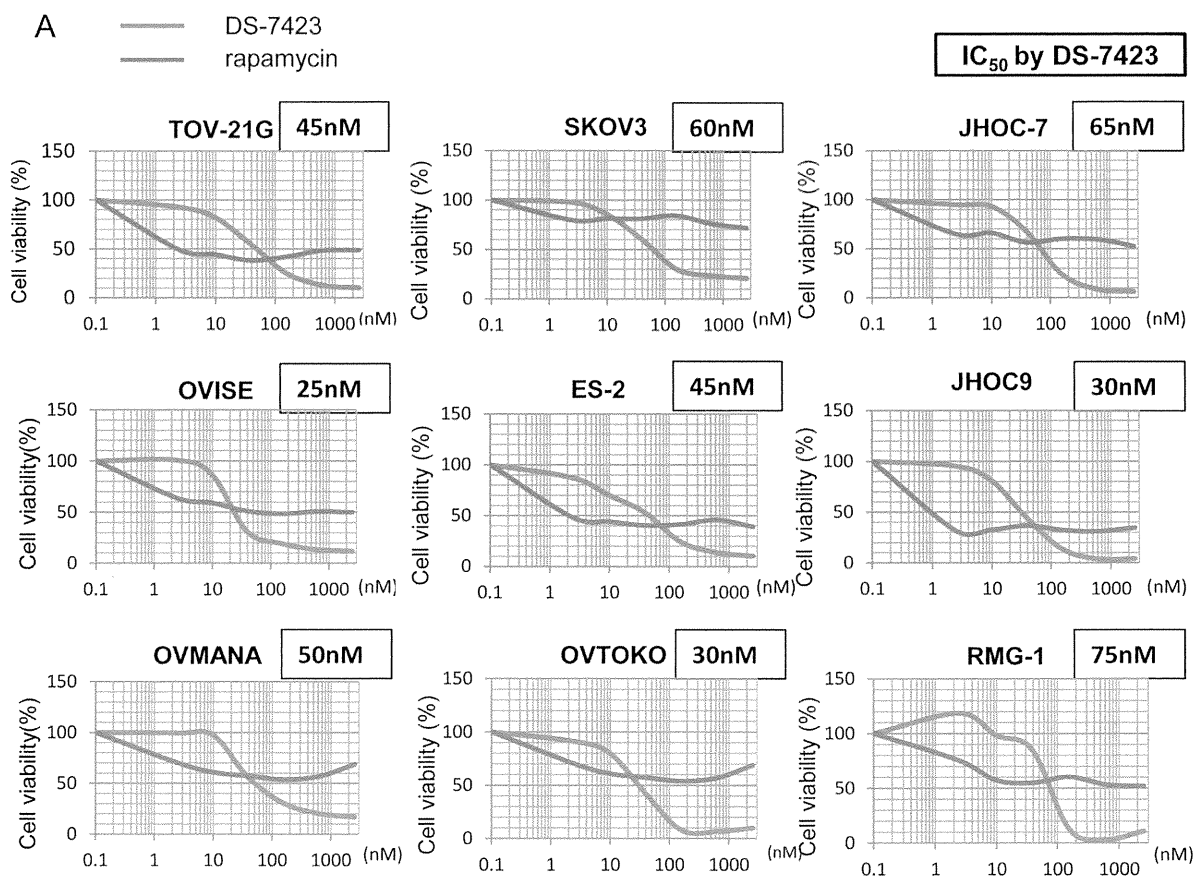 A
DS-7423
rapamycin
IC50 by DS-7423
TOV-21G
45nM
Cell viability (%)
150
100
50
0
0.1 1 10 100 1000 (nM)
SKOV3
60nM
Cell viability (%)
150
100
50
0
0.1 1 10 100 1000 (nM)
JHOC-7
65nM
Cell viability (%)
150
100
50
0
0.1 1 10 100 1000 (nM)
OVISE
25nM
Cell viability(%)
150
100
50
0
0.1 1 10 100 1000 (nM)
ES-2
45nM
Cell viability (%)
150
100
50
0
0.1 1 10 100 1000 (nM)
JHOC9
30nM
Cell viability (%)
150
100
50
0
0.1 1 10 100 1000 (nM)
OVMANA
50nM
Cell viability(%)
150
100
50
0
0.1 1 10 100 1000 (nM)
OVTOKO
30nM
Cell viability (%)
150
100
50
0
0.1 1 10 100 1000 (nM)
RMG-1
75nM
Cell viability (%)
150
100
50
0
0.1 1 10 100 1000 (nM)